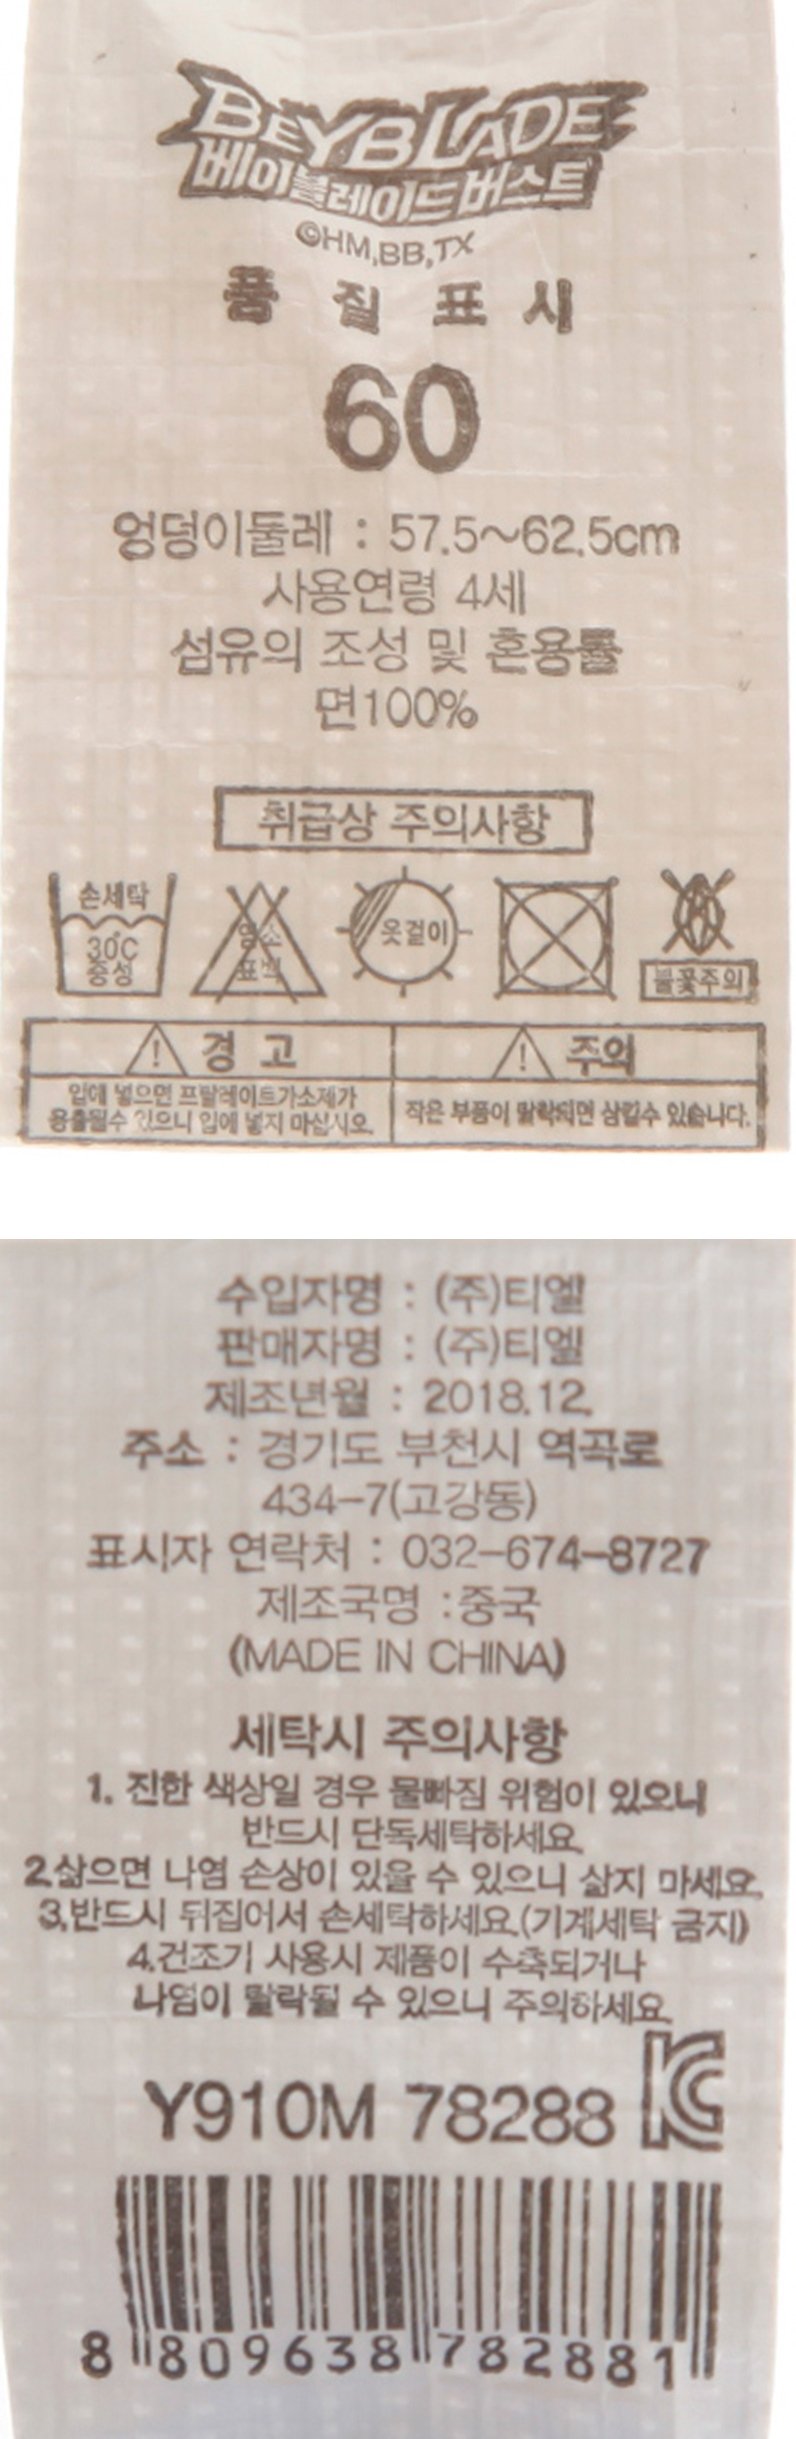 BEYBLADE
베이블레이드 버스트
©HM,BB,TX
품 질 표 시
60
엉덩이둘레 : 57.5~62.5cm
사용연령 4세
섬유의 조성 및 혼용률
면100%
취급상 주의사항
손세탁
30℃
중성
염소
표백
옷걸이
불꽃주의
⚠ 경 고
입에 넣으면 프탈레이트가소제가
용출될수 있으니 입에 넣지 마십시오.
⚠ 주의
작은 부품이 탈락되면 삼킬수 있습니다.
수입자명 : (주)티엘
판매자명 : (주)티엘
제조년월 : 2018.12.
주소 : 경기도 부천시 역곡로
434-7(고강동)
표시자 연락처 : 032-674-8727
제조국명 :중국
(MADE IN CHINA)
세탁시 주의사항
1. 진한 색상일 경우 물빠짐 위험이 있으니
반드시 단독세탁하세요.
2.삶으면 나염 손상이 있을 수 있으니 삶지 마세요.
3.반드시 뒤집어서 손세탁하세요.(기계세탁 금지)
4.건조기 사용시 제품이 수축되거나
나염이 탈락될 수 있으니 주의하세요.
Y910M 78288 KC
8 809638 782881